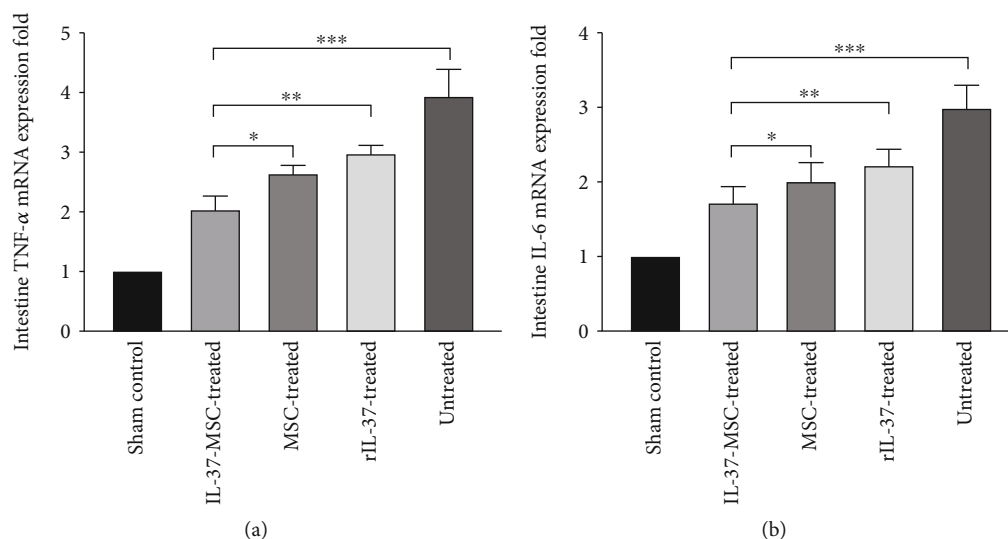 Intestine TNF-α mRNA expression fold
5
4
3
2
1
0
***
**
*
Sham control
IL-37-MSC-treated
MSC-treated
rIL-37-treated
Untreated
(a)
Intestine IL-6 mRNA expression fold
4
3
2
1
0
***
**
*
Sham control
IL-37-MSC-treated
MSC-treated
rIL-37-treated
Untreated
(b)